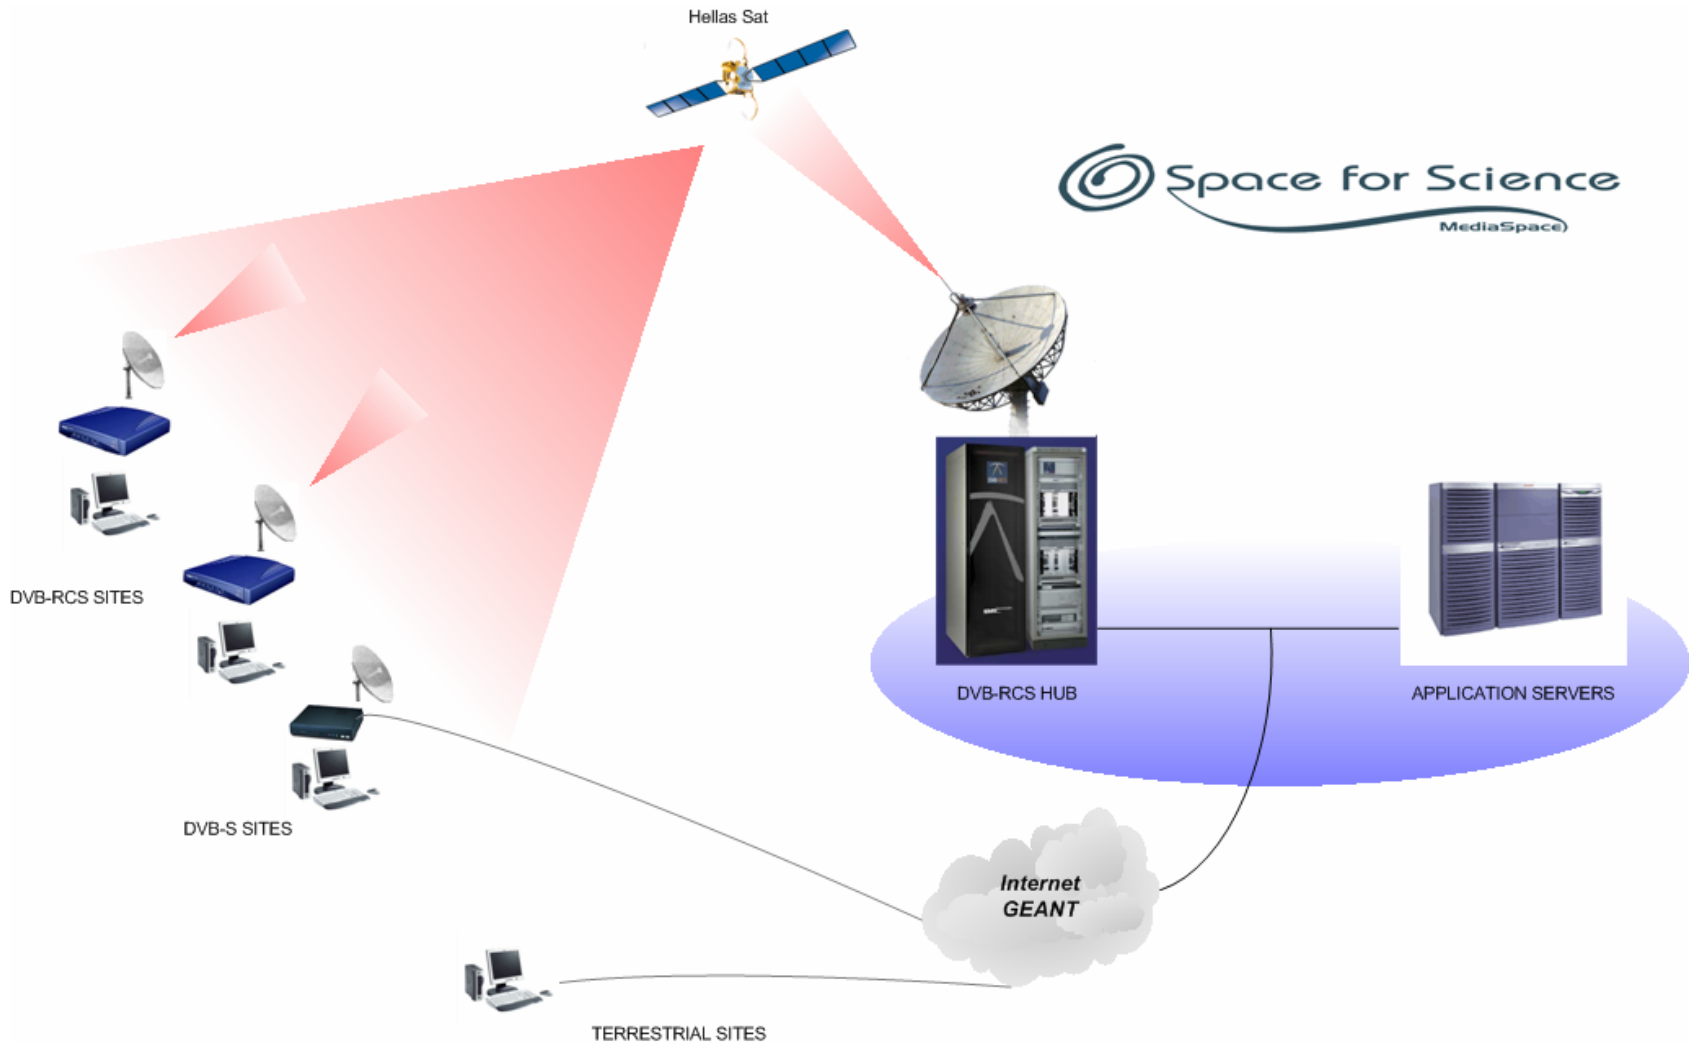 Hellas Sat
Space for Science
MediaSpace)
DVB-RCS SITES
DVB-RCS HUB
APPLICATION SERVERS
DVB-S SITES
Internet
GEANT
TERRESTRIAL SITES